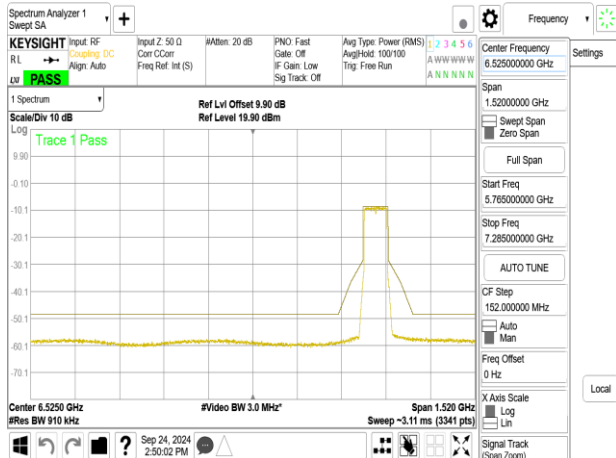 Spectrum Analyzer 1
Swept SA
+
Frequency
KEYSIGHT
RL
LXI
PASS
Input: RF
Coupling: DC
Align: Auto
Input Z: 50 Ω
Corr CCorr
Freq Ref: Int (S)
#Atten: 20 dB
PNO: Fast
Gate: Off
IF Gain: Low
Sig Track: Off
Avg Type: Power (RMS)
Avg|Hold: 100/100
Trig: Free Run
1 2 3 4 5 6
A W W W W W
A N N N N N
1 Spectrum
Scale/Div 10 dB
Ref Lvl Offset 9.90 dB
Ref Level 19.90 dBm
Log
Trace 1 Pass
9.90
-0.10
-10.1
-20.1
-30.1
-40.1
-50.1
-60.1
-70.1
Center 6.5250 GHz
#Res BW 910 kHz
#Video BW 3.0 MHz*
Span 1.520 GHz
Sweep ~3.11 ms (3341 pts)
?
Sep 24, 2024
2:50:02 PM
Center Frequency
6.525000000 GHz
Span
1.52000000 GHz
Swept Span
Zero Span
Full Span
Start Freq
5.765000000 GHz
Stop Freq
7.285000000 GHz
AUTO TUNE
CF Step
152.000000 MHz
Auto
Man
Freq Offset
0 Hz
X Axis Scale
Log
Lin
Signal Track
(Span Zoom)
Settings
Local